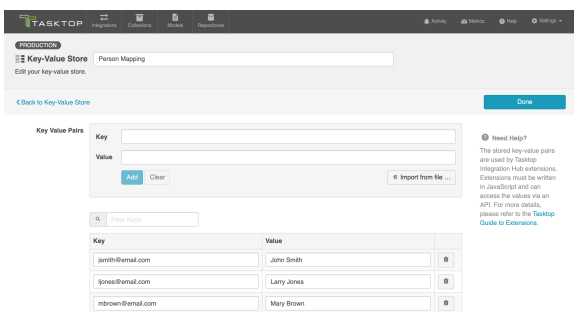 TASKTOP
Integrations
Collections
Models
Repositories
Activity
Metrics
Help
Settings
PRODUCTION
Key-Value Store
Person Mapping
Edit your key-value store.
Back to Key-Value Store
Done
Key Value Pairs
Key
Value
Add
Clear
Import from file ...
Need Help?
The stored key-value pairs
are used by Tasktop
Integration Hub extensions.
Extensions must be written
in JavaScript and can
access the values via an
API. For more details,
please refer to the Tasktop
Guide to Extensions.
Filter Keys
Key Value
jsmith@email.com John Smith
ljones@email.com Larry Jones
mbrown@email.com Mary Brown